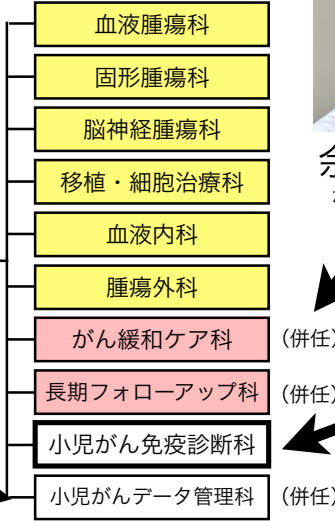 血液腫瘍科
固形腫瘍科
脳神経腫瘍科
移植・細胞治療科
血液内科
腫瘍外科
がん緩和ケア科 (併任)
長期フォローアップ科 (併任)
小児がん免疫診断科
小児がんデータ管理科 (併任)